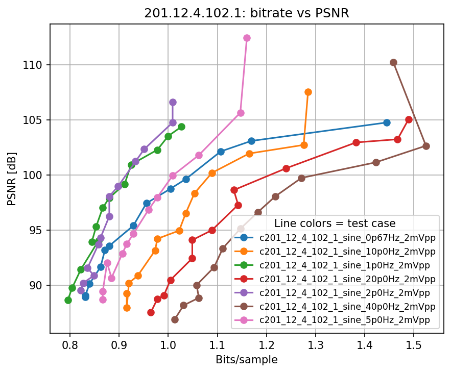 201.12.4.102.1: bitrate vs PSNR
PSNR [dB]
110
105
100
95
90
Line colors = test case
c201_12_4_102_1_sine_0p67Hz_2mVpp
c201_12_4_102_1_sine_10p0Hz_2mVpp
c201_12_4_102_1_sine_1p0Hz_2mVpp
c201_12_4_102_1_sine_20p0Hz_2mVpp
c201_12_4_102_1_sine_2p0Hz_2mVpp
c201_12_4_102_1_sine_40p0Hz_2mVpp
c201_12_4_102_1_sine_5p0Hz_2mVpp
0.8 0.9 1.0 1.1 1.2 1.3 1.4 1.5
Bits/sample